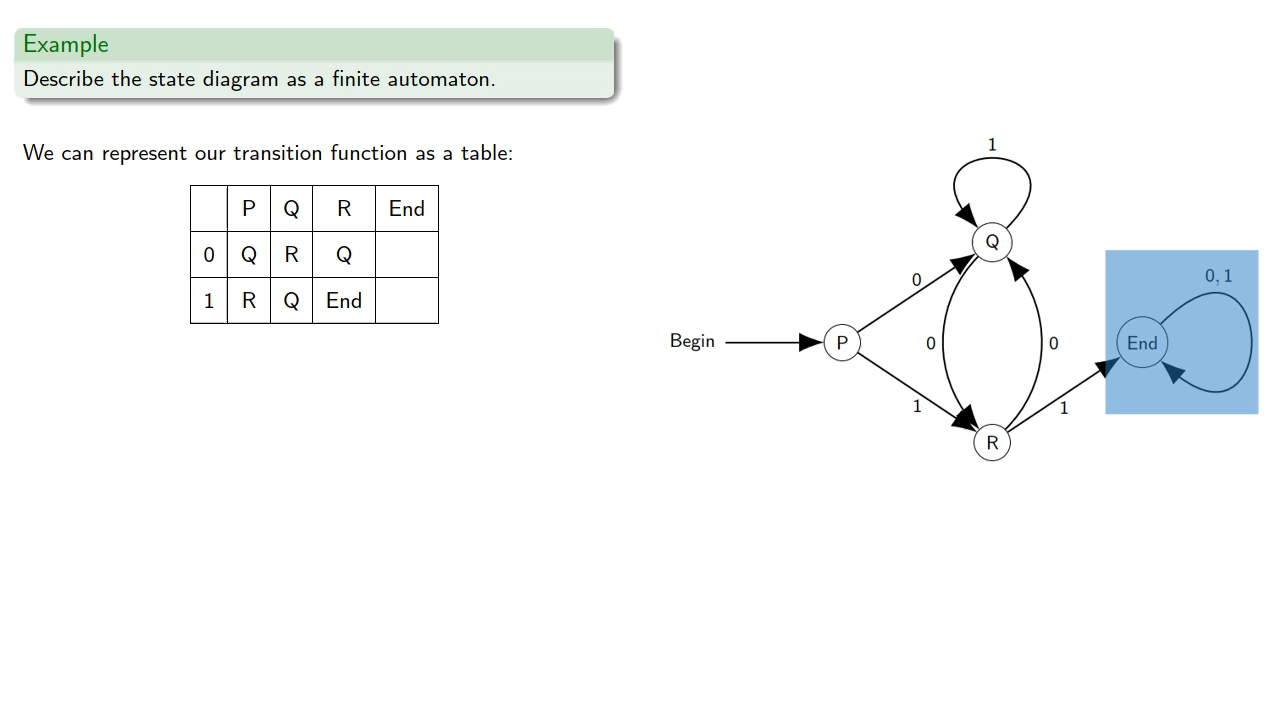 Example
Describe the state diagram as a finite automaton.
We can represent our transition function as a table:
P Q R End
0 Q R Q
1 R Q End
1
Q
0
0, 1
Begin
P
0
0
End
1
1
R